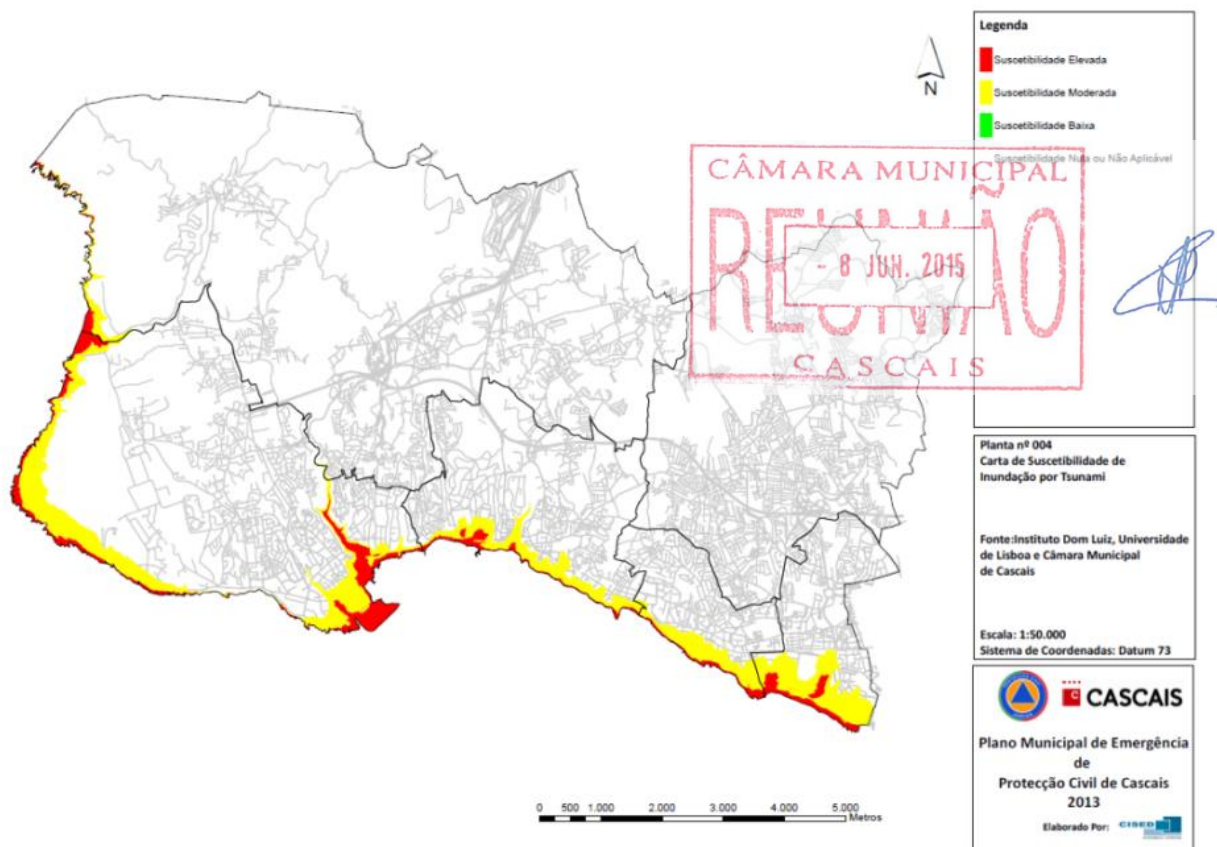 Legenda
Suscetibilidade Elevada
Suscetibilidade Moderada
Suscetibilidade Baixa
Suscetibilidade Nula ou Não Aplicável
N
CÂMARA MUNICIPAL
REUNIÃO
- 8 JUN. 2015
CASCAIS
Planta nº 004
Carta de Suscetibilidade de
Inundação por Tsunami
Fonte:Instituto Dom Luiz, Universidade
de Lisboa e Câmara Municipal
de Cascais
Escala: 1:50.000
Sistema de Coordenadas: Datum 73
CASCAIS
Plano Municipal de Emergência
de
Protecção Civil de Cascais
2013
Elaborado Por: CISED
0 500 1.000 2.000 3.000 4.000 5.000
Metros